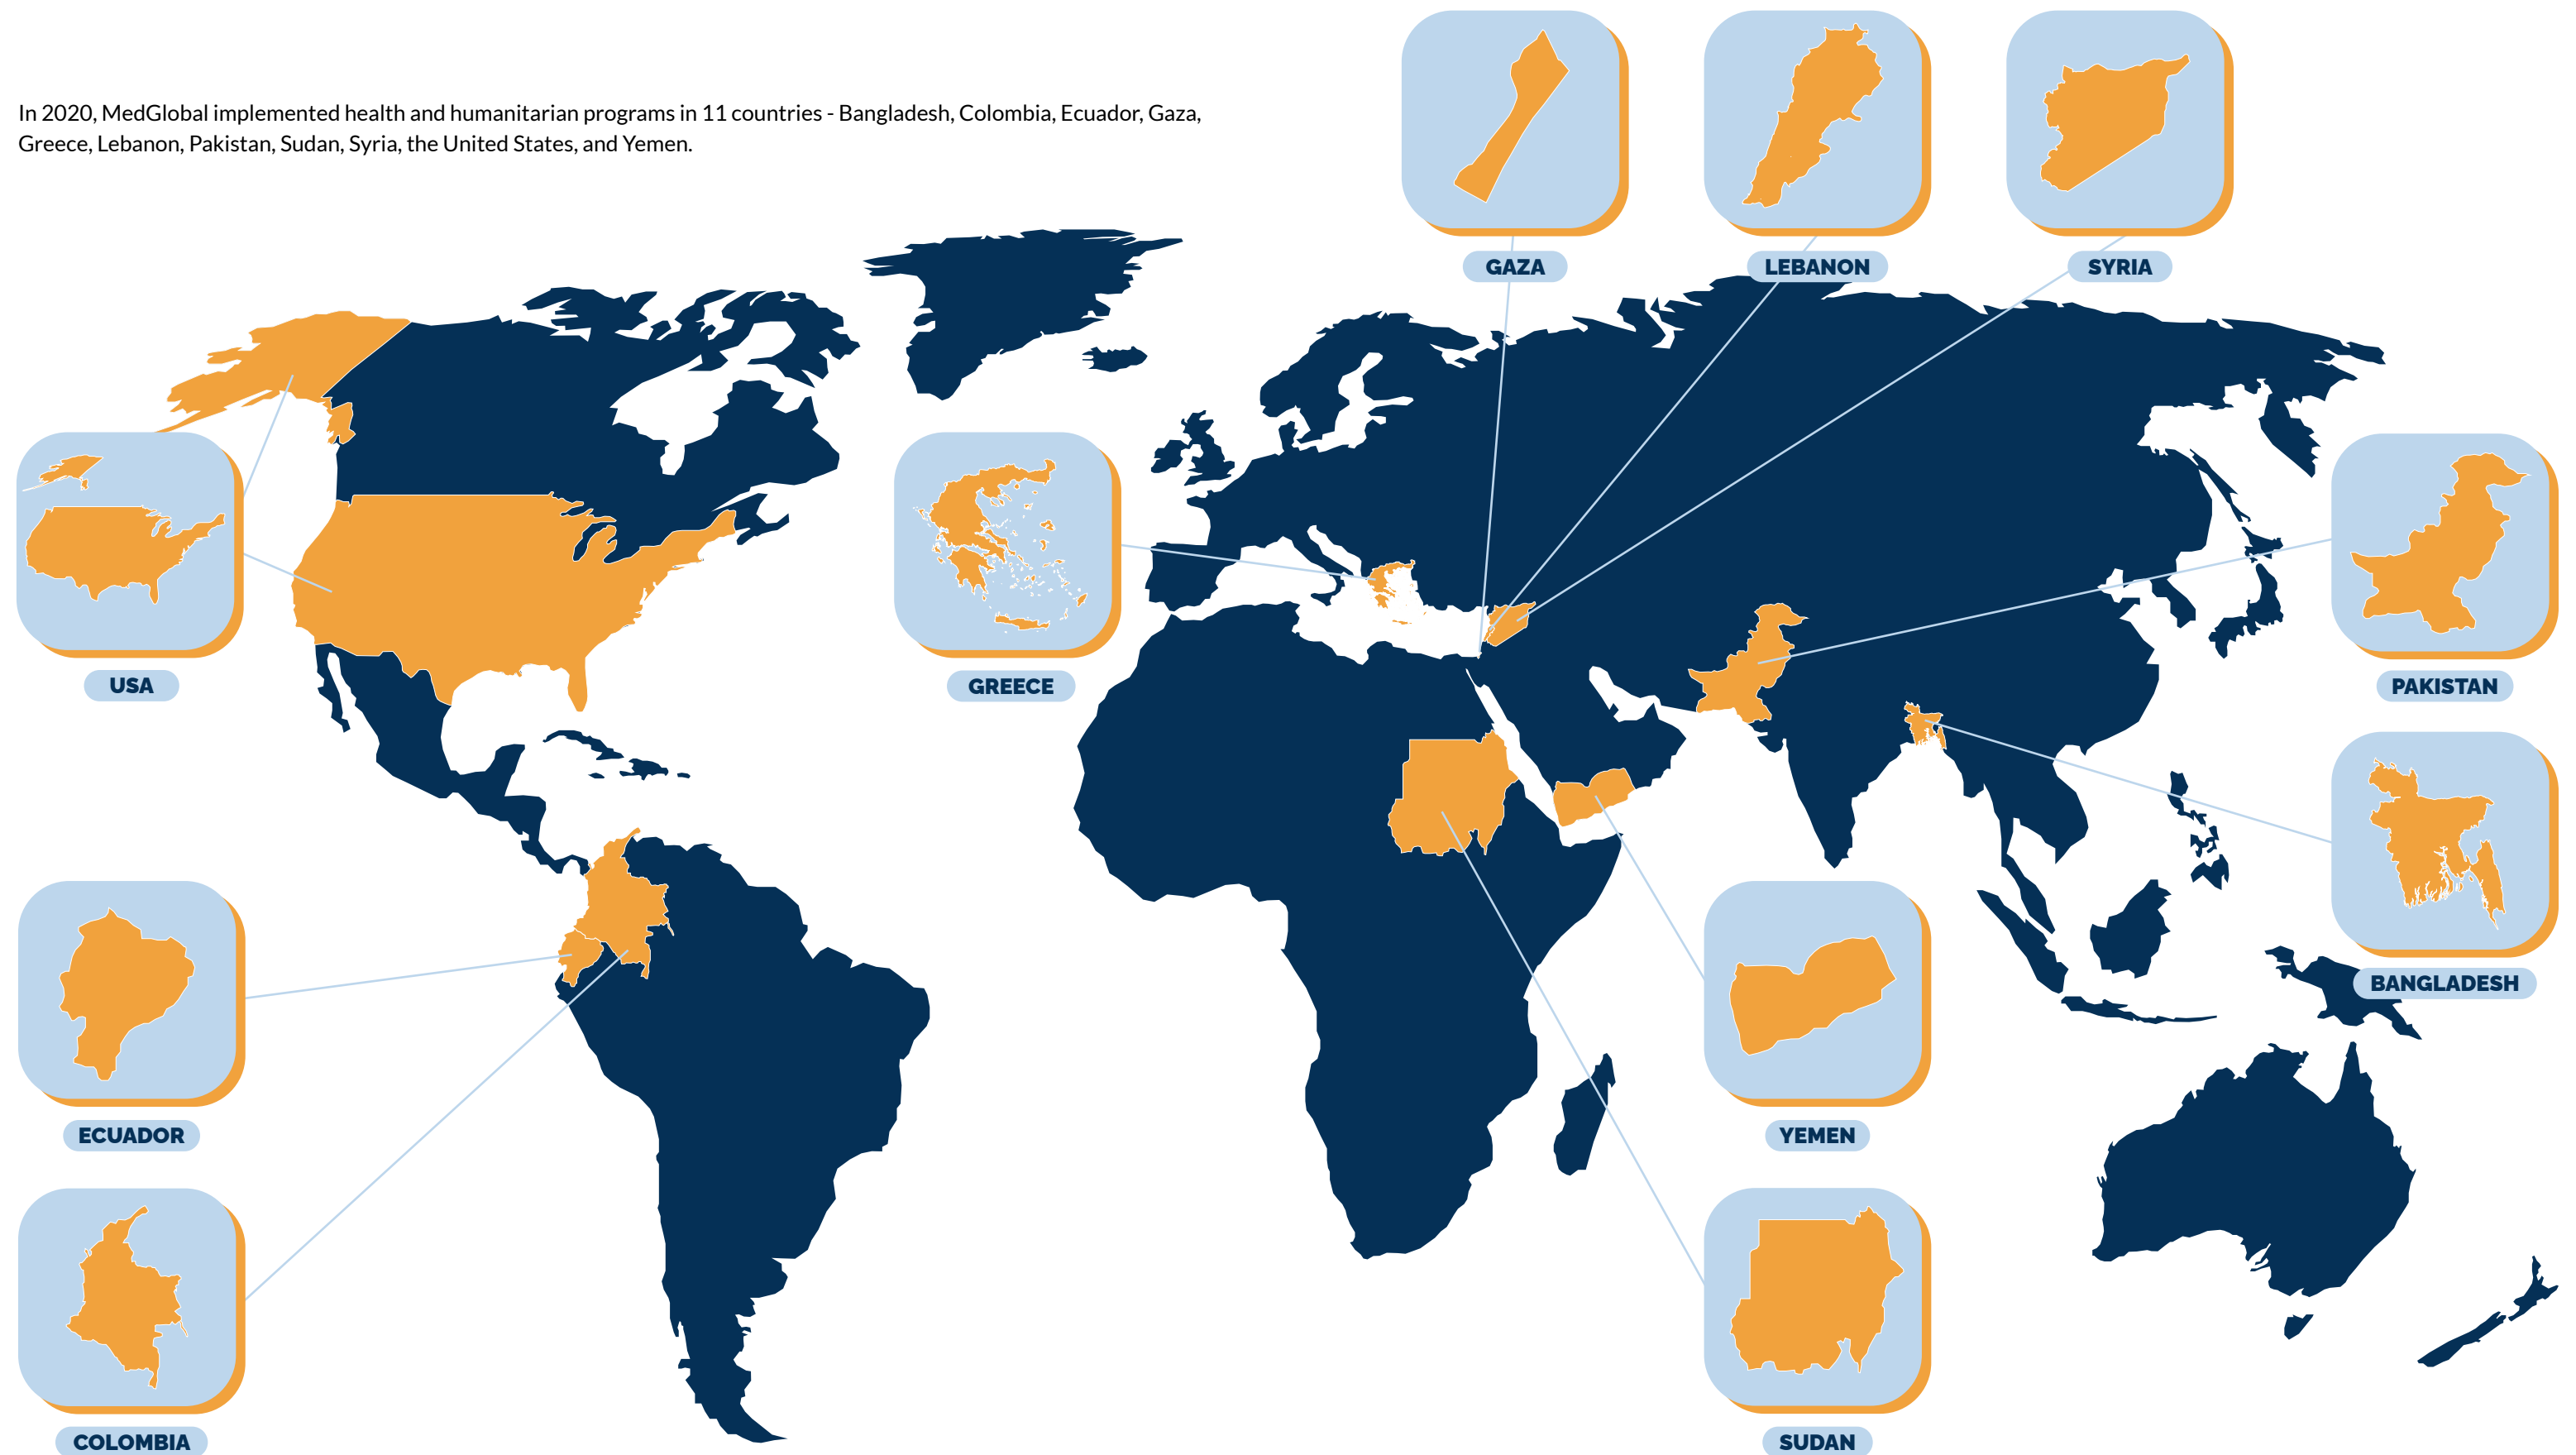 In 2020, MedGlobal implemented health and humanitarian programs in 11 countries - Bangladesh, Colombia, Ecuador, Gaza,
Greece, Lebanon, Pakistan, Sudan, Syria, the United States, and Yemen.
GAZA
LEBANON
SYRIA
USA
GREECE
PAKISTAN
BANGLADESH
ECUADOR
YEMEN
COLOMBIA
SUDAN